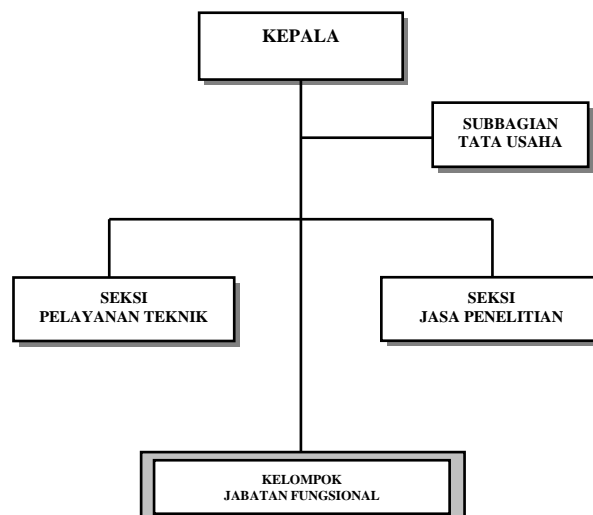 KEPALA
SUBBAGIAN
TATA USAHA
SEKSI
PELAYANAN TEKNIK
SEKSI
JASA PENELITIAN
KELOMPOK
JABATAN FUNGSIONAL